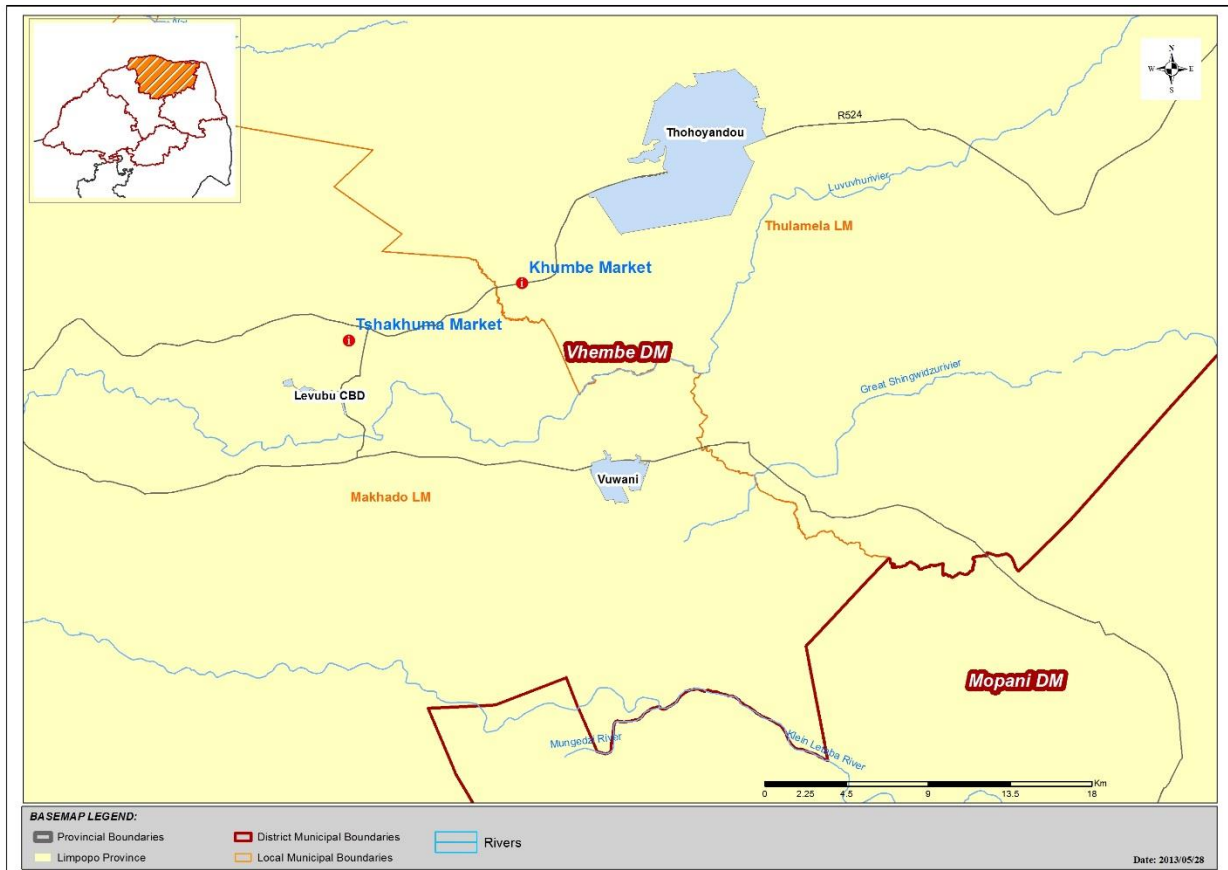 N
W E
S
Thohoyandou
R524
Luvuvhurivier
Thulamela LM
Khumbe Market
Tshakhuma Market
Vhembe DM
Great Shingwidzurivier
Levubu CBD
Vuwani
Makhado LM
Mopani DM
Mungedzi River
Klein Letaba River
Km
0 2.25 4.5 9 13.5 18
BASEMAP LEGEND:
Provincial Boundaries
District Municipal Boundaries
Rivers
Limpopo Province
Local Municipal Boundaries
Date: 2013/05/28